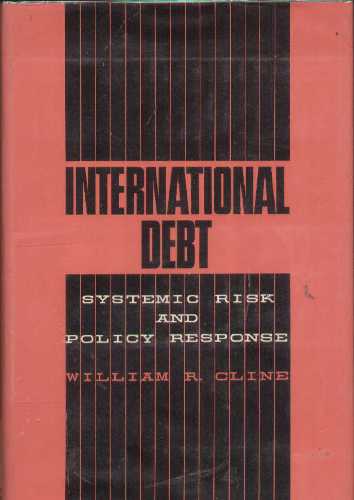 INTERNATIONAL
DEBT
SYSTEMIC RISK
AND
POLICY RESPONSE
WILLIAM R. CLINE